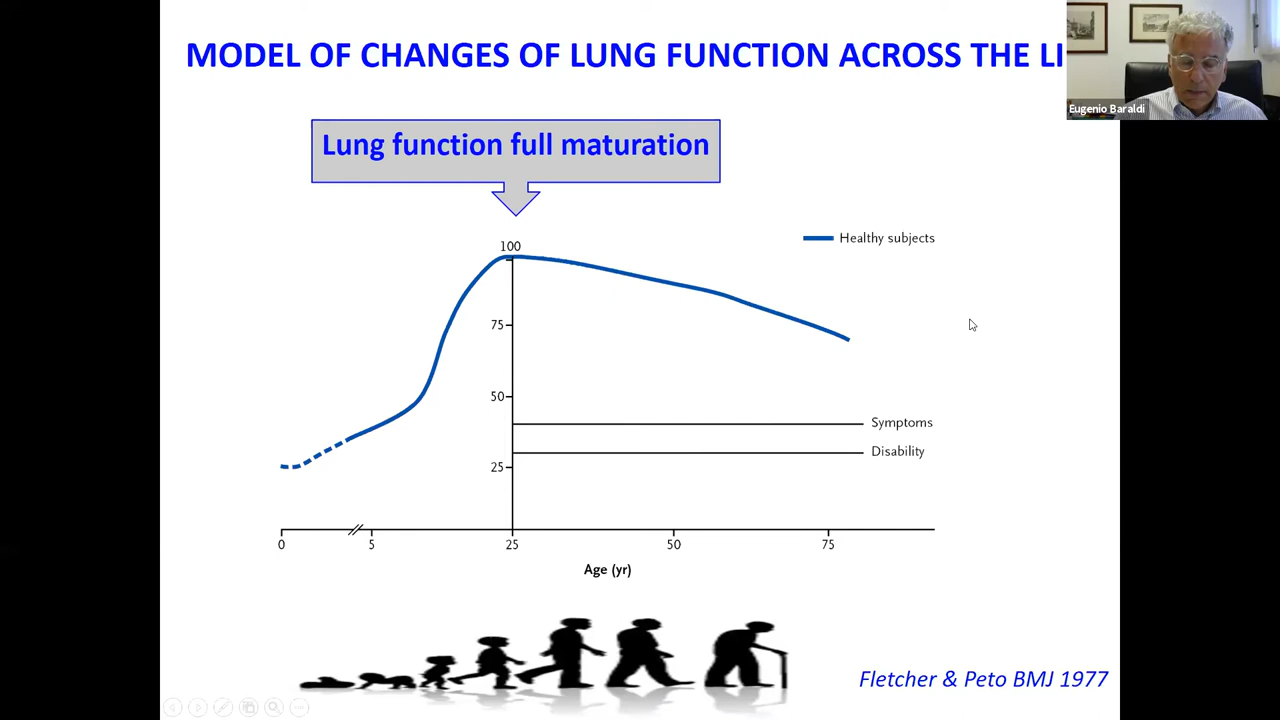 MODEL OF CHANGES OF LUNG FUNCTION ACROSS THE LI
Eugenio Baraldi
Lung function full maturation
Healthy subjects
100
75
50
25
Symptoms
Disability
0 5 25 50 75
Age (yr)
Fletcher & Peto BMJ 1977